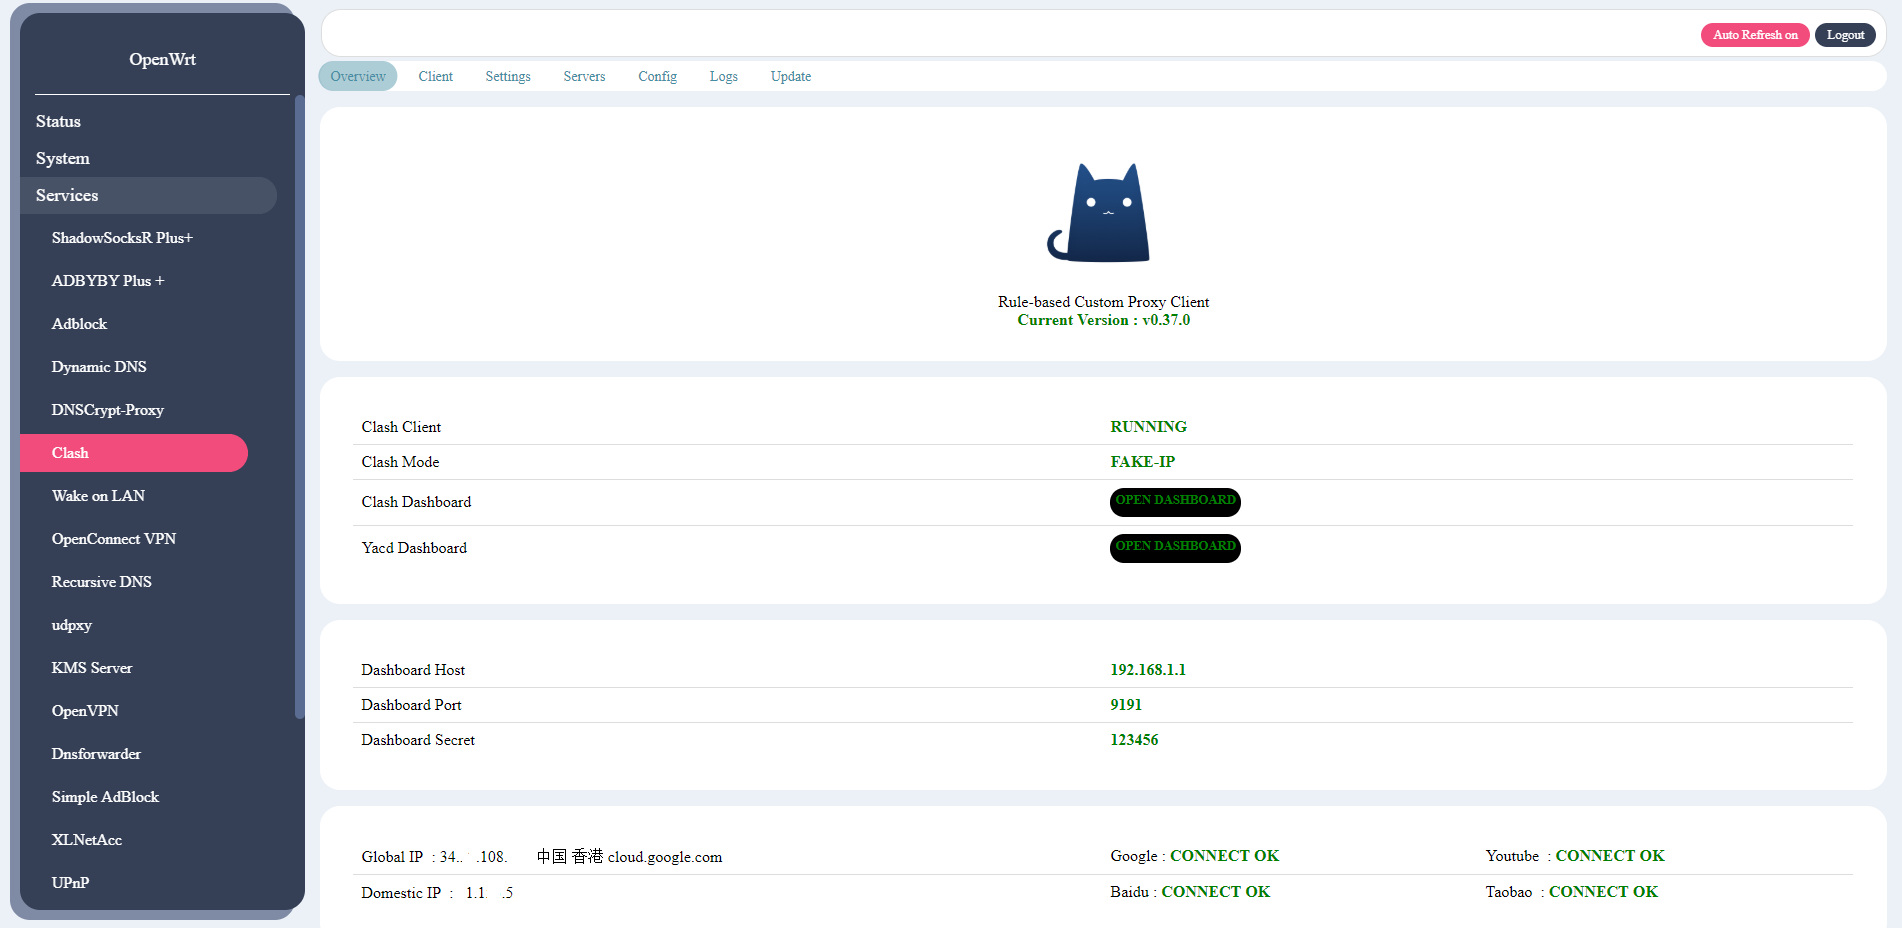 OpenWrt
Status
System
Services
ShadowSocksR Plus+
ADBYBY Plus +
Adblock
Dynamic DNS
DNSCrypt-Proxy
Clash
Wake on LAN
OpenConnect VPN
Recursive DNS
udpxy
KMS Server
OpenVPN
Dnsforwarder
Simple AdBlock
XLNetAcc
UPnP
Auto Refresh on Logout
Overview Client Settings Servers Config Logs Update
Rule-based Custom Proxy Client
Current Version : v0.37.0
Clash Client RUNNING
Clash Mode FAKE-IP
Clash Dashboard OPEN DASHBOARD
Yacd Dashboard OPEN DASHBOARD
Dashboard Host 192.168.1.1
Dashboard Port 9191
Dashboard Secret 123456
Global IP : 34.. .108. 中国 香港 cloud.google.com Google : CONNECT OK Youtube : CONNECT OK
Domestic IP : 1.1. .5 Baidu : CONNECT OK Taobao : CONNECT OK